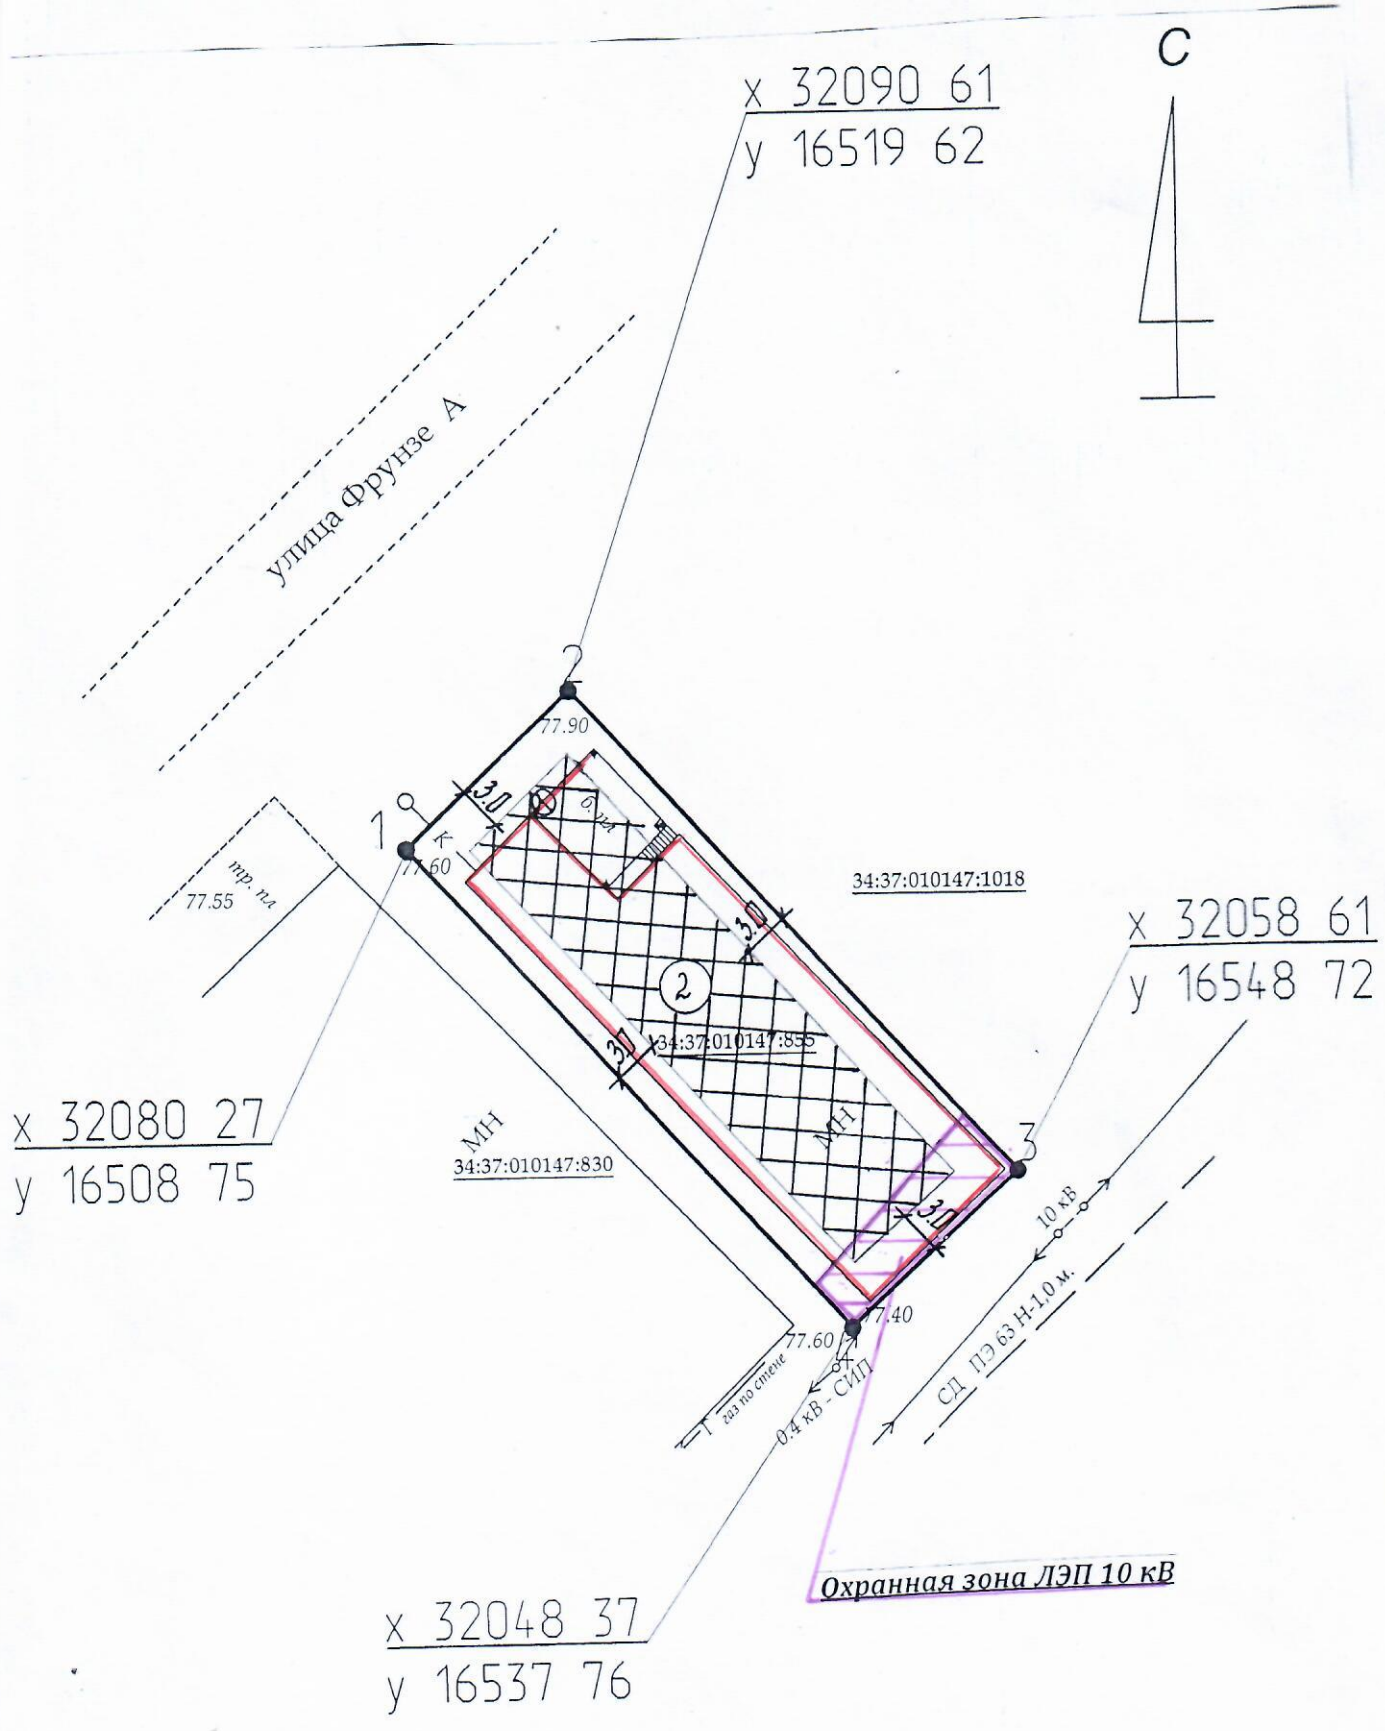 С
x 32090 61
y 16519 62
улица Фрунзе А
2
77.90
3.0
1
К
77.60
б.пл
тр. пл
77.55
34:37:010147:1018
3.0
x 32058 61
y 16548 72
2
3.0
34:37:010147:855
x 32080 27
y 16508 75
МН
34:37:010147:830
МН
3
3.0
10 кВ
СД ПЭ 63 Н-1,0 м.
77.40
77.60
4
газ по стене
Г
0.4 кВ - СИП
Охранная зона ЛЭП 10 кВ
x 32048 37
y 16537 76